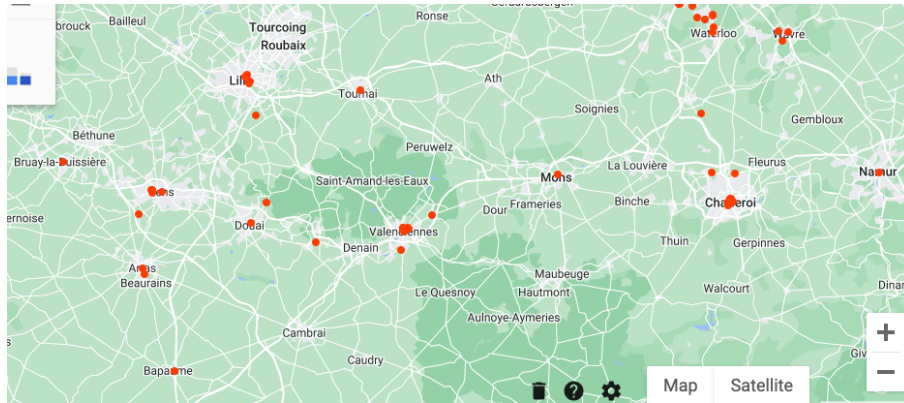 Bailleul
Ronse
Tourcoing
Roubaix
Waterloo
Ath
Tournai
Soignies
Gembloux
Béthune
Peruwelz
La Louvière
Fleurus
Bruay-la-Buissière
Saint-Amand-les-Eaux
Mons
Namur
Binche
Charleroi
Dour
Frameries
Douai
Valenciennes
Denain
Thuin
Gerpinnes
Arras
Beaurains
Maubeuge
Le Quesnoy
Hautmont
Walcourt
Dinan
Aulnoye-Aymeries
Cambrai
Caudry
Bapaume
Map
Satellite